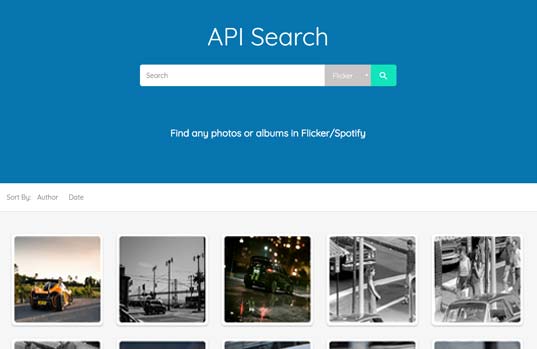 API Search
Search Flicker
Find any photos or albums in Flicker/Spotify
Sort By: Author Date